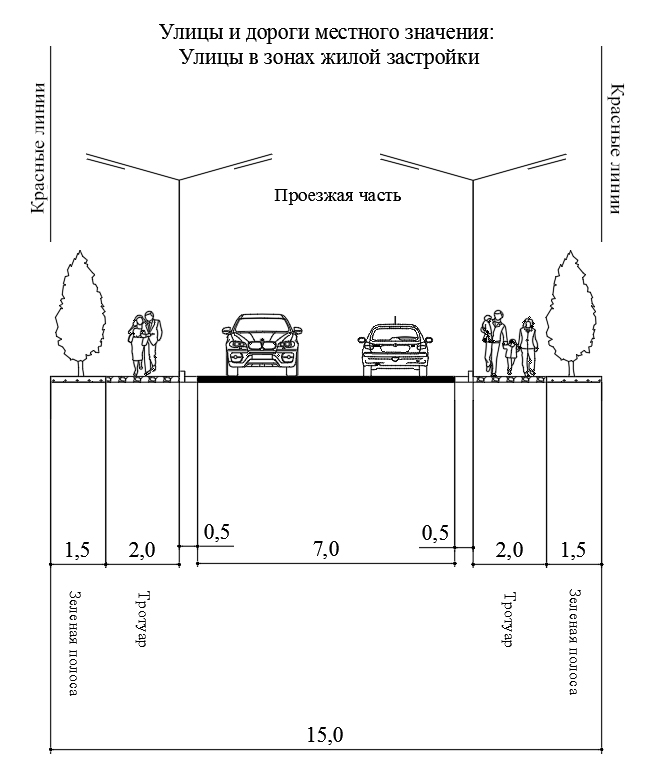 Улицы и дороги местного значения:
Улицы в зонах жилой застройки
Красные линии
Красные линии
Проезжая часть
0,5
0,5
1,5
2,0
7,0
2,0
1,5
Зеленая полоса
Тротуар
Тротуар
Зеленая полоса
15,0